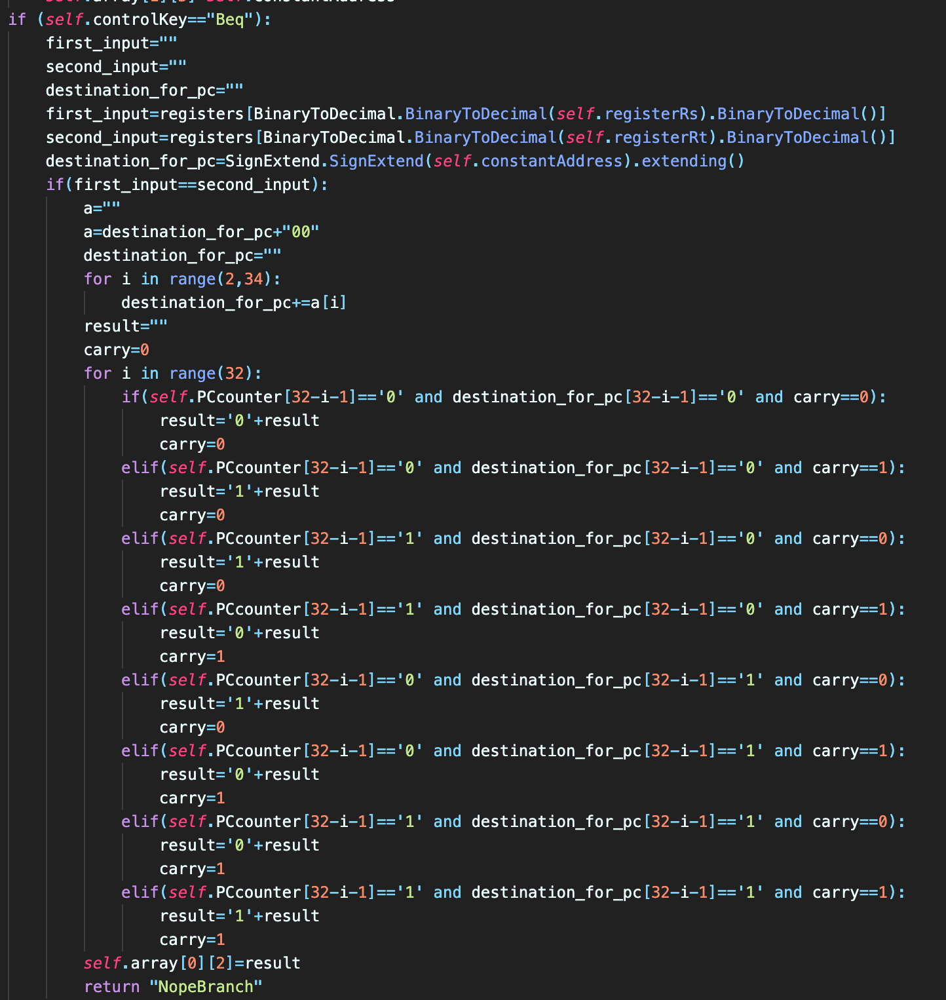 if (self.controlKey=="Beq"):
    first_input=""
    second_input=""
    destination_for_pc=""
    first_input=registers[BinaryToDecimal.BinaryToDecimal(self.registerRs).BinaryToDecimal()]
    second_input=registers[BinaryToDecimal.BinaryToDecimal(self.registerRt).BinaryToDecimal()]
    destination_for_pc=SignExtend.SignExtend(self.constantAddress).extending()
    if(first_input==second_input):
        a=""
        a=destination_for_pc+"00"
        destination_for_pc=""
        for i in range(2,34):
            destination_for_pc+=a[i]
        result=""
        carry=0
        for i in range(32):
            if(self.PCcounter[32-i-1]=='0' and destination_for_pc[32-i-1]=='0' and carry==0):
                result='0'+result
                carry=0
            elif(self.PCcounter[32-i-1]=='0' and destination_for_pc[32-i-1]=='0' and carry==1):
                result='1'+result
                carry=0
            elif(self.PCcounter[32-i-1]=='1' and destination_for_pc[32-i-1]=='0' and carry==0):
                result='1'+result
                carry=0
            elif(self.PCcounter[32-i-1]=='1' and destination_for_pc[32-i-1]=='0' and carry==1):
                result='0'+result
                carry=1
            elif(self.PCcounter[32-i-1]=='0' and destination_for_pc[32-i-1]=='1' and carry==0):
                result='1'+result
                carry=0
            elif(self.PCcounter[32-i-1]=='0' and destination_for_pc[32-i-1]=='1' and carry==1):
                result='0'+result
                carry=1
            elif(self.PCcounter[32-i-1]=='1' and destination_for_pc[32-i-1]=='1' and carry==0):
                result='0'+result
                carry=1
            elif(self.PCcounter[32-i-1]=='1' and destination_for_pc[32-i-1]=='1' and carry==1):
                result='1'+result
                carry=1
        self.array[0][2]=result
        return "NopeBranch"